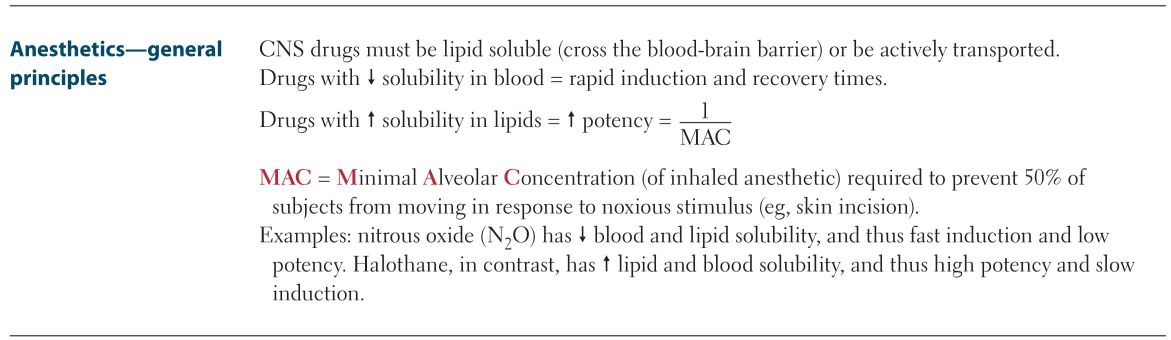 Anesthetics—general
principles
CNS drugs must be lipid soluble (cross the blood-brain barrier) or be actively transported.
Drugs with ↓ solubility in blood = rapid induction and recovery times.
Drugs with ↑ solubility in lipids = ↑ potency = 1/MAC
MAC = Minimal Alveolar Concentration (of inhaled anesthetic) required to prevent 50% of
subjects from moving in response to noxious stimulus (eg, skin incision).
Examples: nitrous oxide (N₂O) has ↓ blood and lipid solubility, and thus fast induction and low
potency. Halothane, in contrast, has ↑ lipid and blood solubility, and thus high potency and slow
induction.